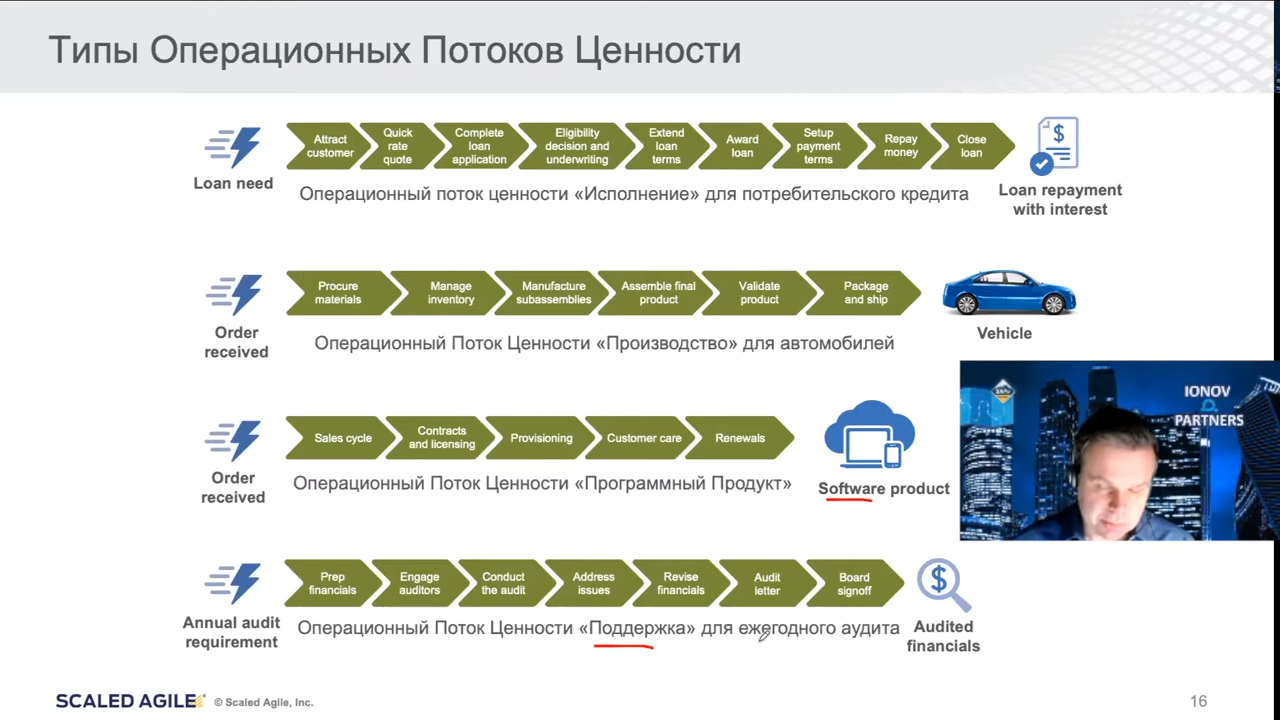 Типы Операционных Потоков Ценности
Attract
customer
Quick
rate
quote
Complete
loan
application
Eligibility
decision and
underwriting
Extend
loan
terms
Award
loan
Setup
payment
terms
Repay
money
Close
loan
Loan need
Операционный поток ценности «Исполнение» для потребительского кредита
Loan repayment
with interest
Procure
materials
Manage
inventory
Manufacture
subassemblies
Assemble final
product
Validate
product
Package
and ship
Order
received
Операционный Поток Ценности «Производство» для автомобилей
Vehicle
IONOV
PARTNERS
Sales cycle
Contracts
and licensing
Provisioning
Customer care
Renewals
Order
received
Операционный Поток Ценности «Программный Продукт»
Software product
Prep
financials
Engage
auditors
Conduct
the audit
Address
issues
Revise
financials
Audit
letter
Board
signoff
Annual audit
requirement
Операционный Поток Ценности «Поддержка» для ежегодного аудита
Audited
financials
SCALED AGILE
© Scaled Agile, Inc.
16